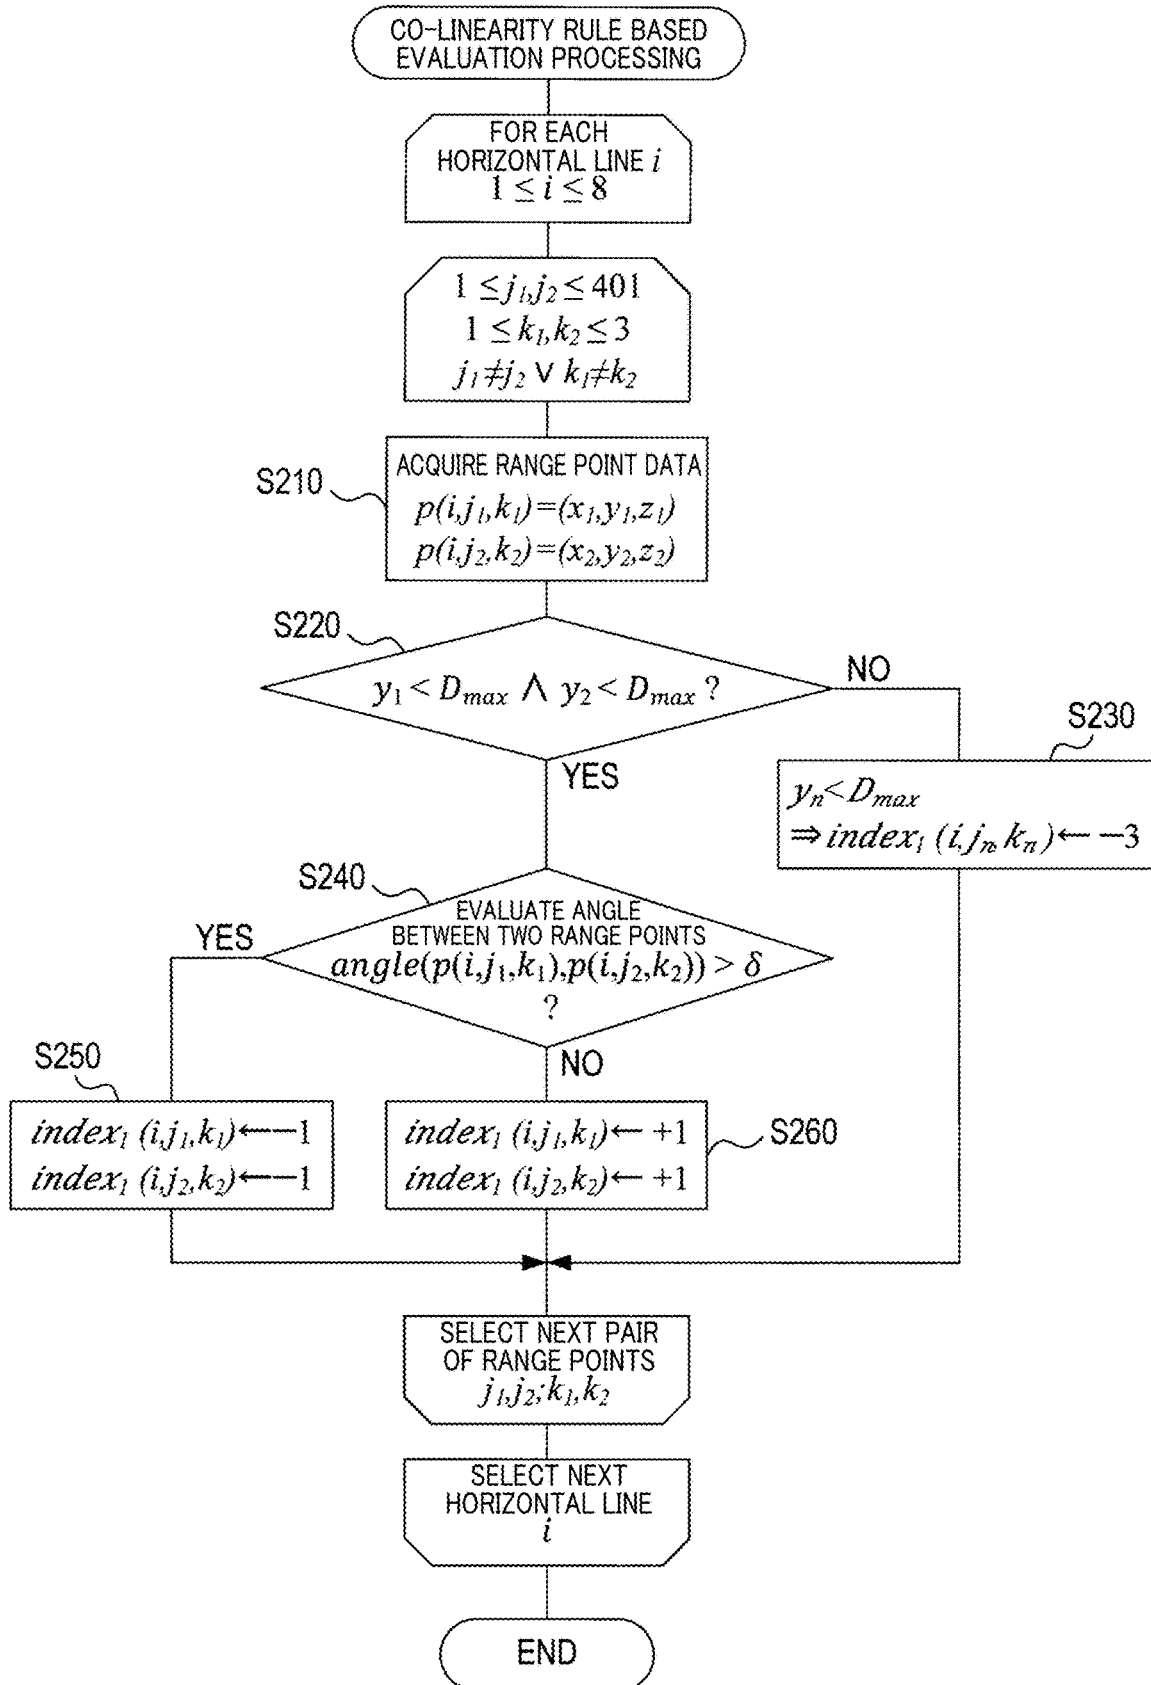 CO-LINEARITY RULE BASED
EVALUATION PROCESSING
FOR EACH
HORIZONTAL LINE i
1 ≤ i ≤ 8
1 ≤ j₁,j₂ ≤ 401
1 ≤ k₁,k₂ ≤ 3
j₁≠j₂ ∨ k₁≠k₂
S210
ACQUIRE RANGE POINT DATA
p(i,j₁,k₁)=(x₁,y₁,z₁)
p(i,j₂,k₂)=(x₂,y₂,z₂)
S220
y₁ < Dmax ∧ y₂ < Dmax ?
NO
YES
S230
yₙ<Dmax
⇒ index₁ (i,jₙ,kₙ) ← −3
S240
EVALUATE ANGLE
BETWEEN TWO RANGE POINTS
angle(p(i,j₁,k₁),p(i,j₂,k₂)) > δ
?
YES
NO
S250
index₁ (i,j₁,k₁)←−1
index₁ (i,j₂,k₂)←−1
index₁ (i,j₁,k₁)← +1
index₁ (i,j₂,k₂)← +1
S260
SELECT NEXT PAIR
OF RANGE POINTS
j₁,j₂;k₁,k₂
SELECT NEXT
HORIZONTAL LINE
i
END